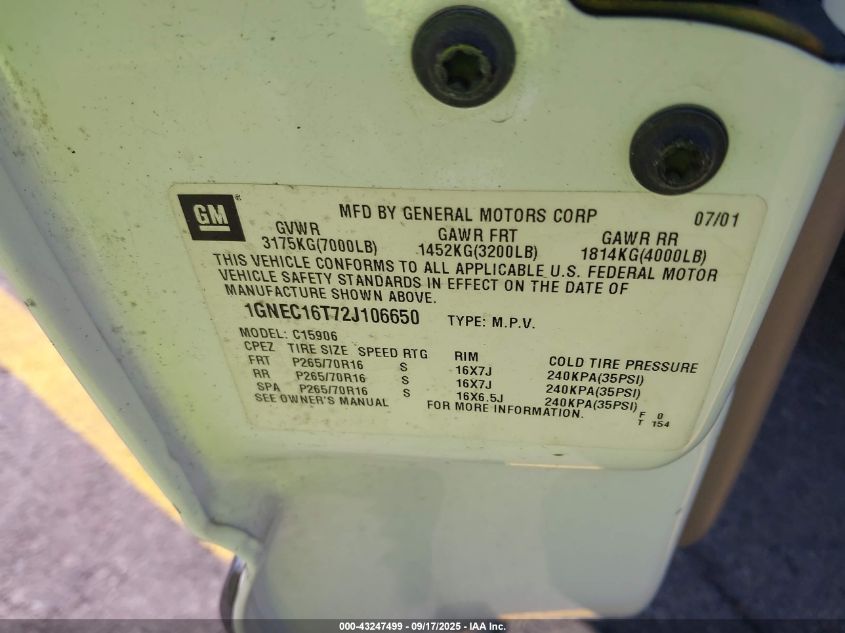 GM ®
MFD BY GENERAL MOTORS CORP 07/01
GVWR GAWR FRT GAWR RR
3175KG(7000LB) 1452KG(3200LB) 1814KG(4000LB)
THIS VEHICLE CONFORMS TO ALL APPLICABLE U.S. FEDERAL MOTOR
VEHICLE SAFETY STANDARDS IN EFFECT ON THE DATE OF
MANUFACTURE SHOWN ABOVE.
1GNEC16T72J106650 TYPE: M.P.V.
MODEL: C15906
CPEZ TIRE SIZE SPEED RTG RIM COLD TIRE PRESSURE
FRT P265/70R16 S 16X7J 240KPA(35PSI)
RR P265/70R16 S 16X7J 240KPA(35PSI)
SPA P265/70R16 S 16X6.5J 240KPA(35PSI)
SEE OWNER'S MANUAL FOR MORE INFORMATION.
F 0
T 154
000-43247499 - 09/17/2025 - IAA Inc.